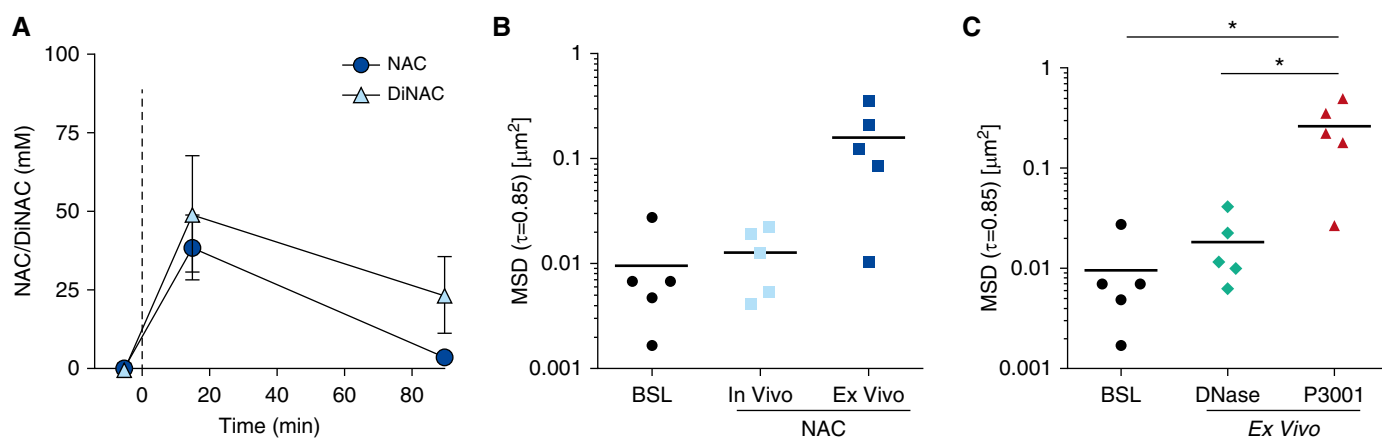 A
NAC/DiNAC (mM)
100
75
50
25
0
0
20
40
60
80
Time (min)
NAC
DiNAC
B
MSD (τ=0.85) [μm²]
1
0.1
0.01
0.001
BSL
In Vivo
Ex Vivo
NAC
C
MSD (τ=0.85) [μm²]
1
0.1
0.01
0.001
*
*
BSL
DNase
P3001
Ex Vivo